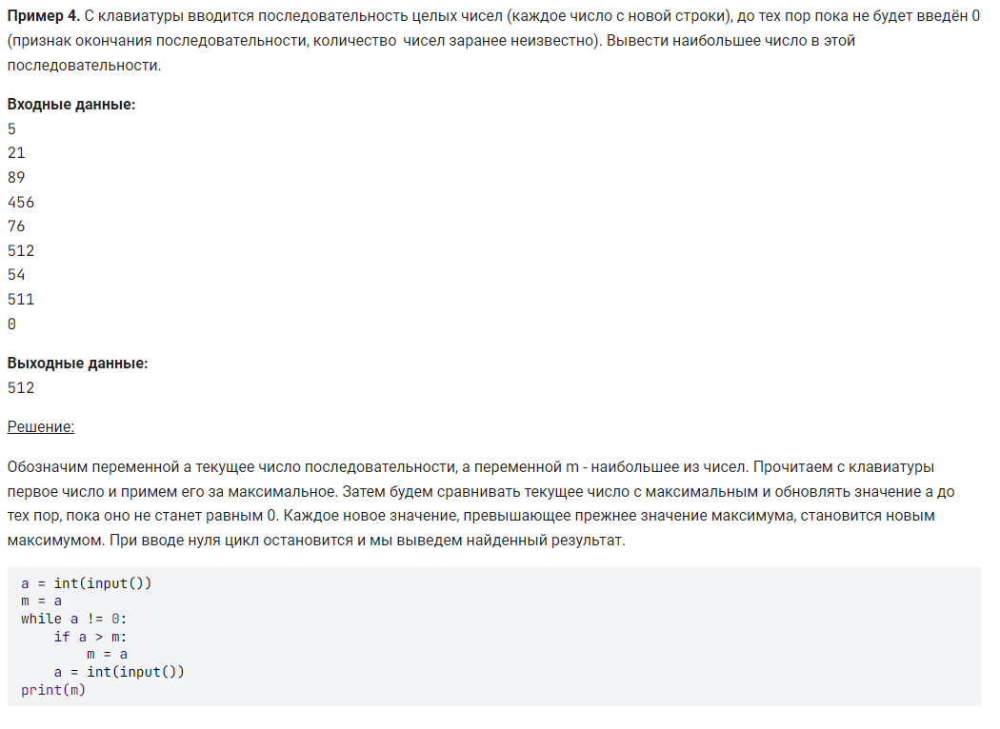 Пример 4. С клавиатуры вводится последовательность целых чисел (каждое число с новой строки), до тех пор пока не будет введён 0
(признак окончания последовательности, количество чисел заранее неизвестно). Вывести наибольшее число в этой
последовательности.
Входные данные:
5
21
89
456
76
512
54
511
0
Выходные данные:
512
Решение:
Обозначим переменной a текущее число последовательности, а переменной m - наибольшее из чисел. Прочитаем с клавиатуры
первое число и примем его за максимальное. Затем будем сравнивать текущее число с максимальным и обновлять значение a до
тех пор, пока оно не станет равным 0. Каждое новое значение, превышающее прежнее значение максимума, становится новым
максимумом. При вводе нуля цикл остановится и мы выведем найденный результат.
a = int(input())
m = a
while a != 0:
    if a > m:
        m = a
    a = int(input())
print(m)